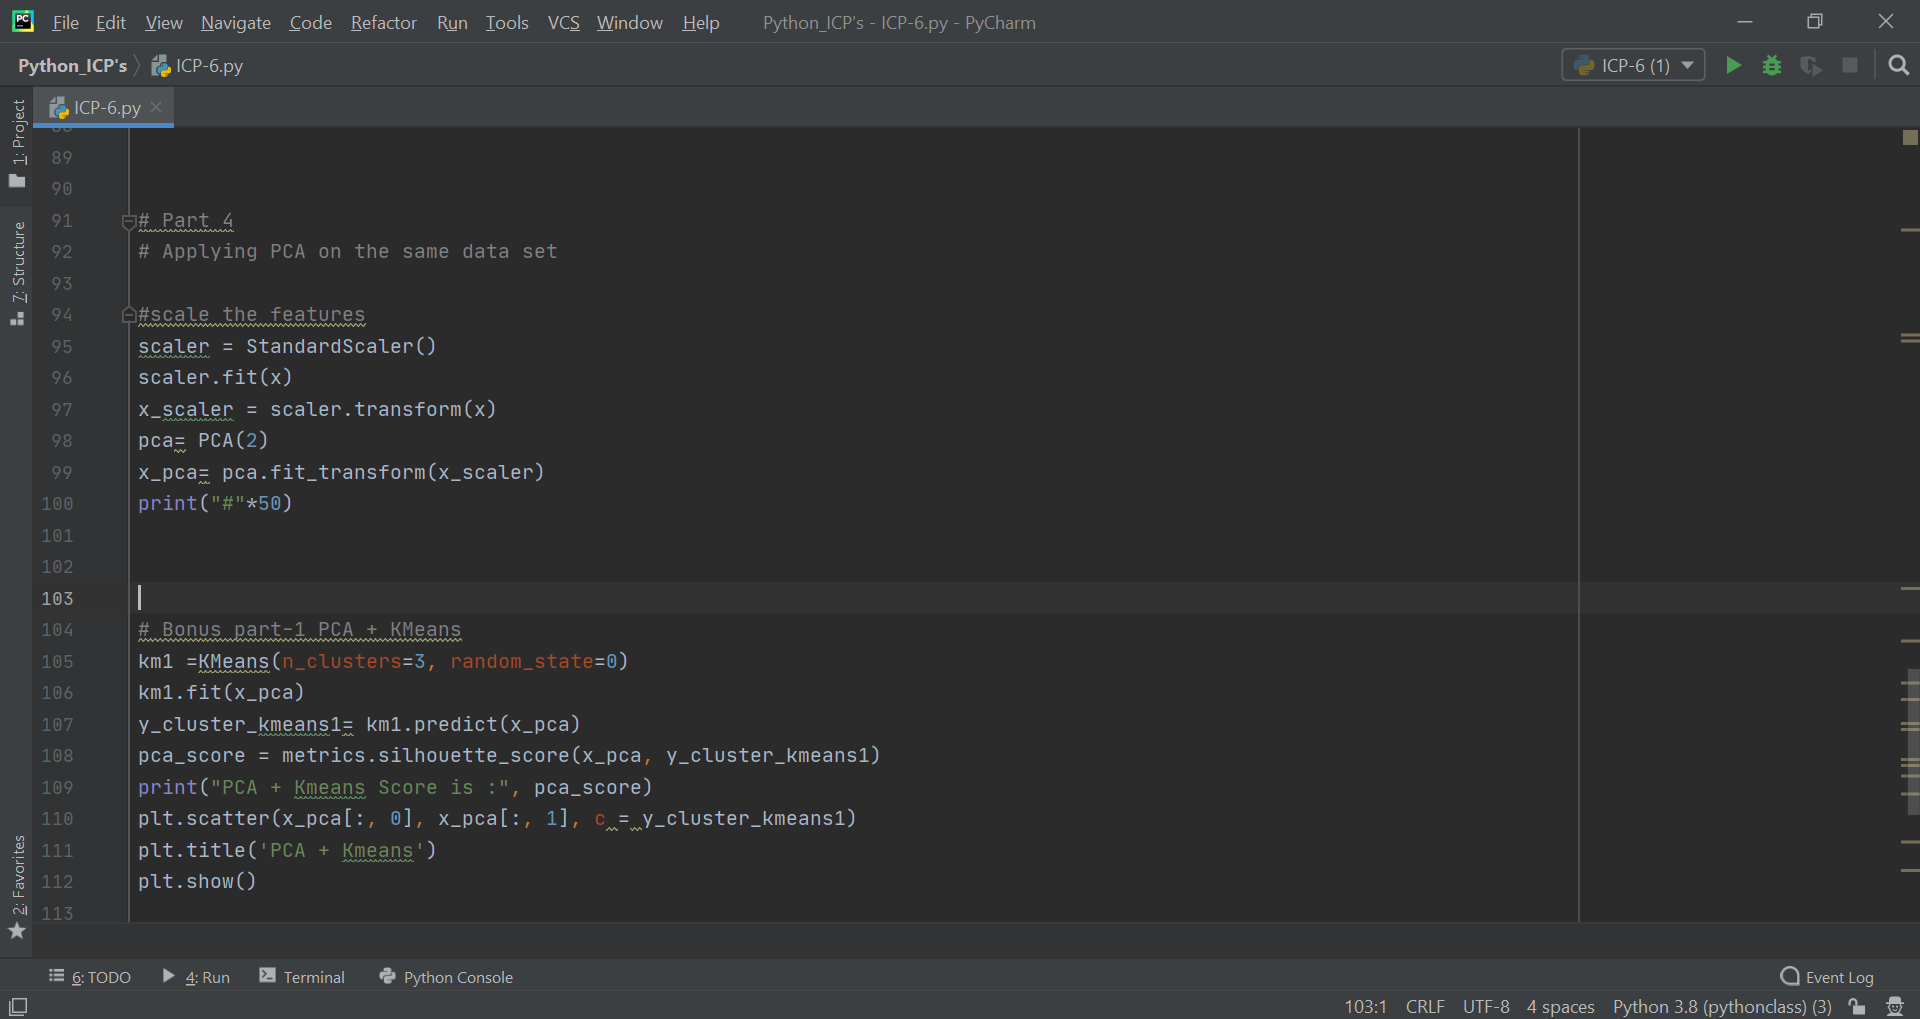 File Edit View Navigate Code Refactor Run Tools VCS Window Help Python_ICP's - ICP-6.py - PyCharm
Python_ICP's ICP-6.py ICP-6 (1)
ICP-6.py
1: Project
7: Structure
2: Favorites
89
90
91 # Part 4
92 # Applying PCA on the same data set
93
94 #scale the features
95 scaler = StandardScaler()
96 scaler.fit(x)
97 x_scaler = scaler.transform(x)
98 pca= PCA(2)
99 x_pca= pca.fit_transform(x_scaler)
100 print("#"*50)
101
102
103
104 # Bonus part-1 PCA + KMeans
105 km1 =KMeans(n_clusters=3, random_state=0)
106 km1.fit(x_pca)
107 y_cluster_kmeans1= km1.predict(x_pca)
108 pca_score = metrics.silhouette_score(x_pca, y_cluster_kmeans1)
109 print("PCA + Kmeans Score is :", pca_score)
110 plt.scatter(x_pca[:, 0], x_pca[:, 1], c = y_cluster_kmeans1)
111 plt.title('PCA + Kmeans')
112 plt.show()
113
6: TODO 4: Run Terminal Python Console Event Log
103:1 CRLF UTF-8 4 spaces Python 3.8 (pythonclass) (3)